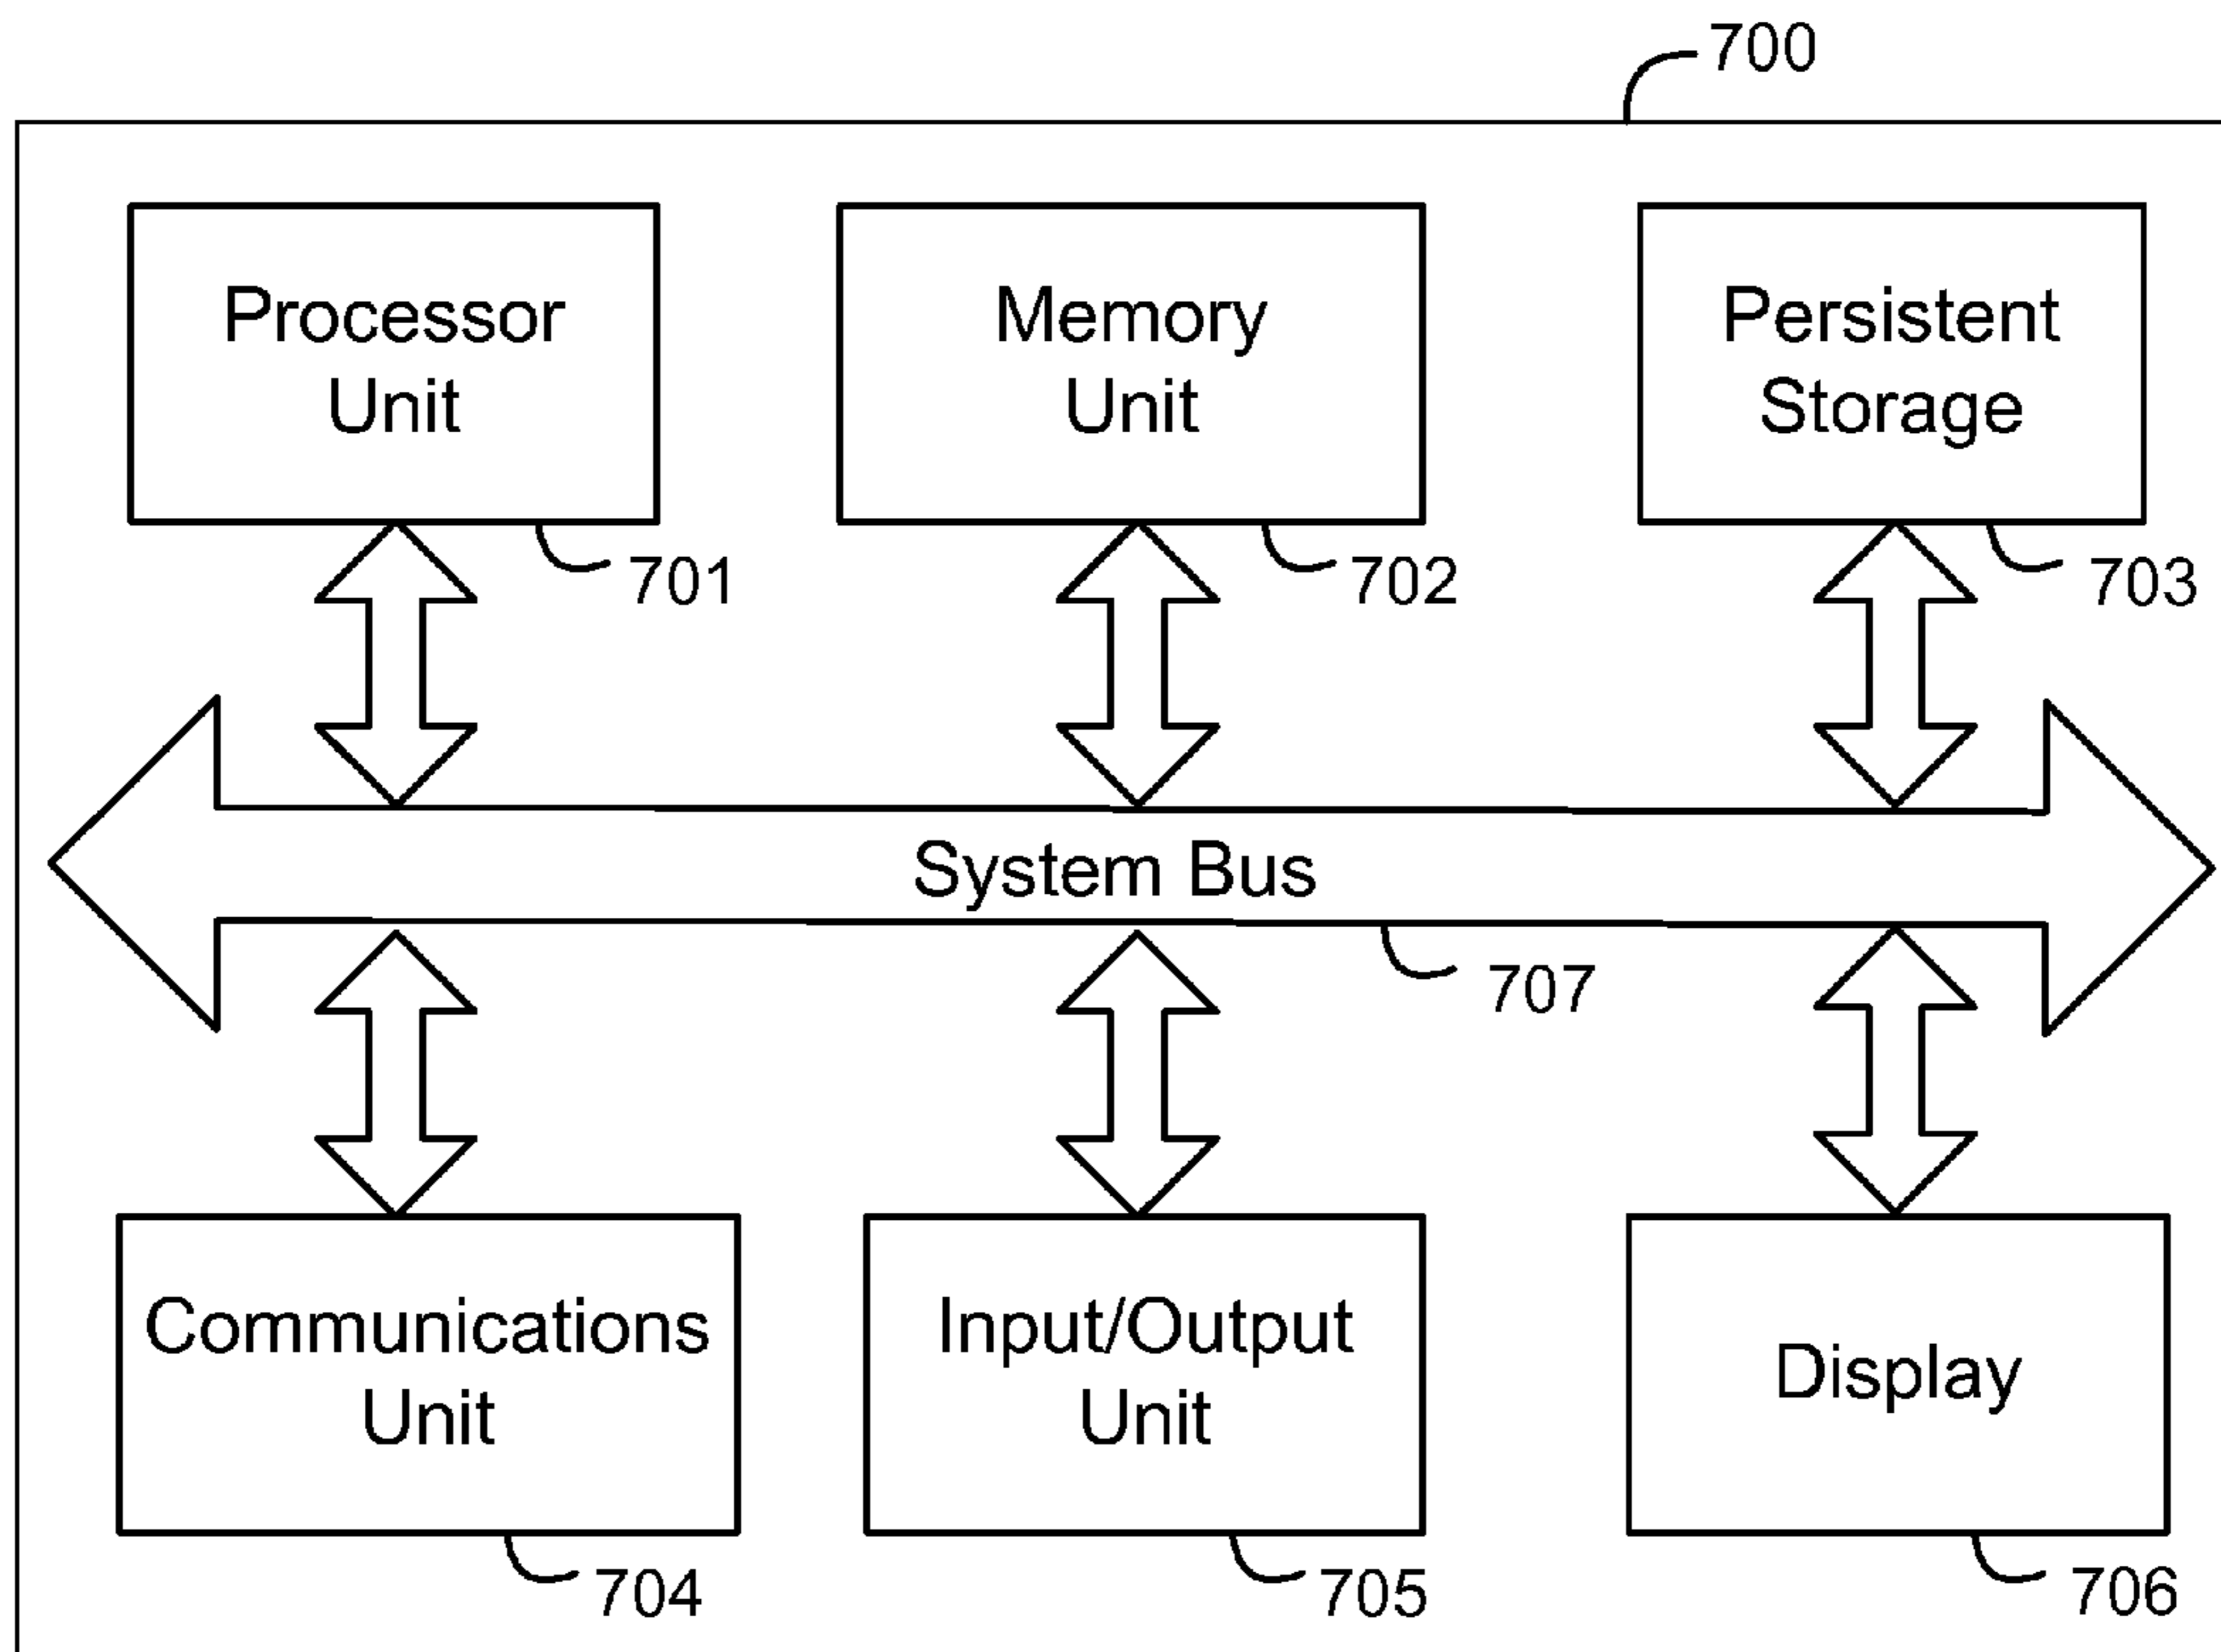 700
Processor
Unit
701
Memory
Unit
702
Persistent
Storage
703
System Bus
707
Communications
Unit
704
Input/Output
Unit
705
Display
706